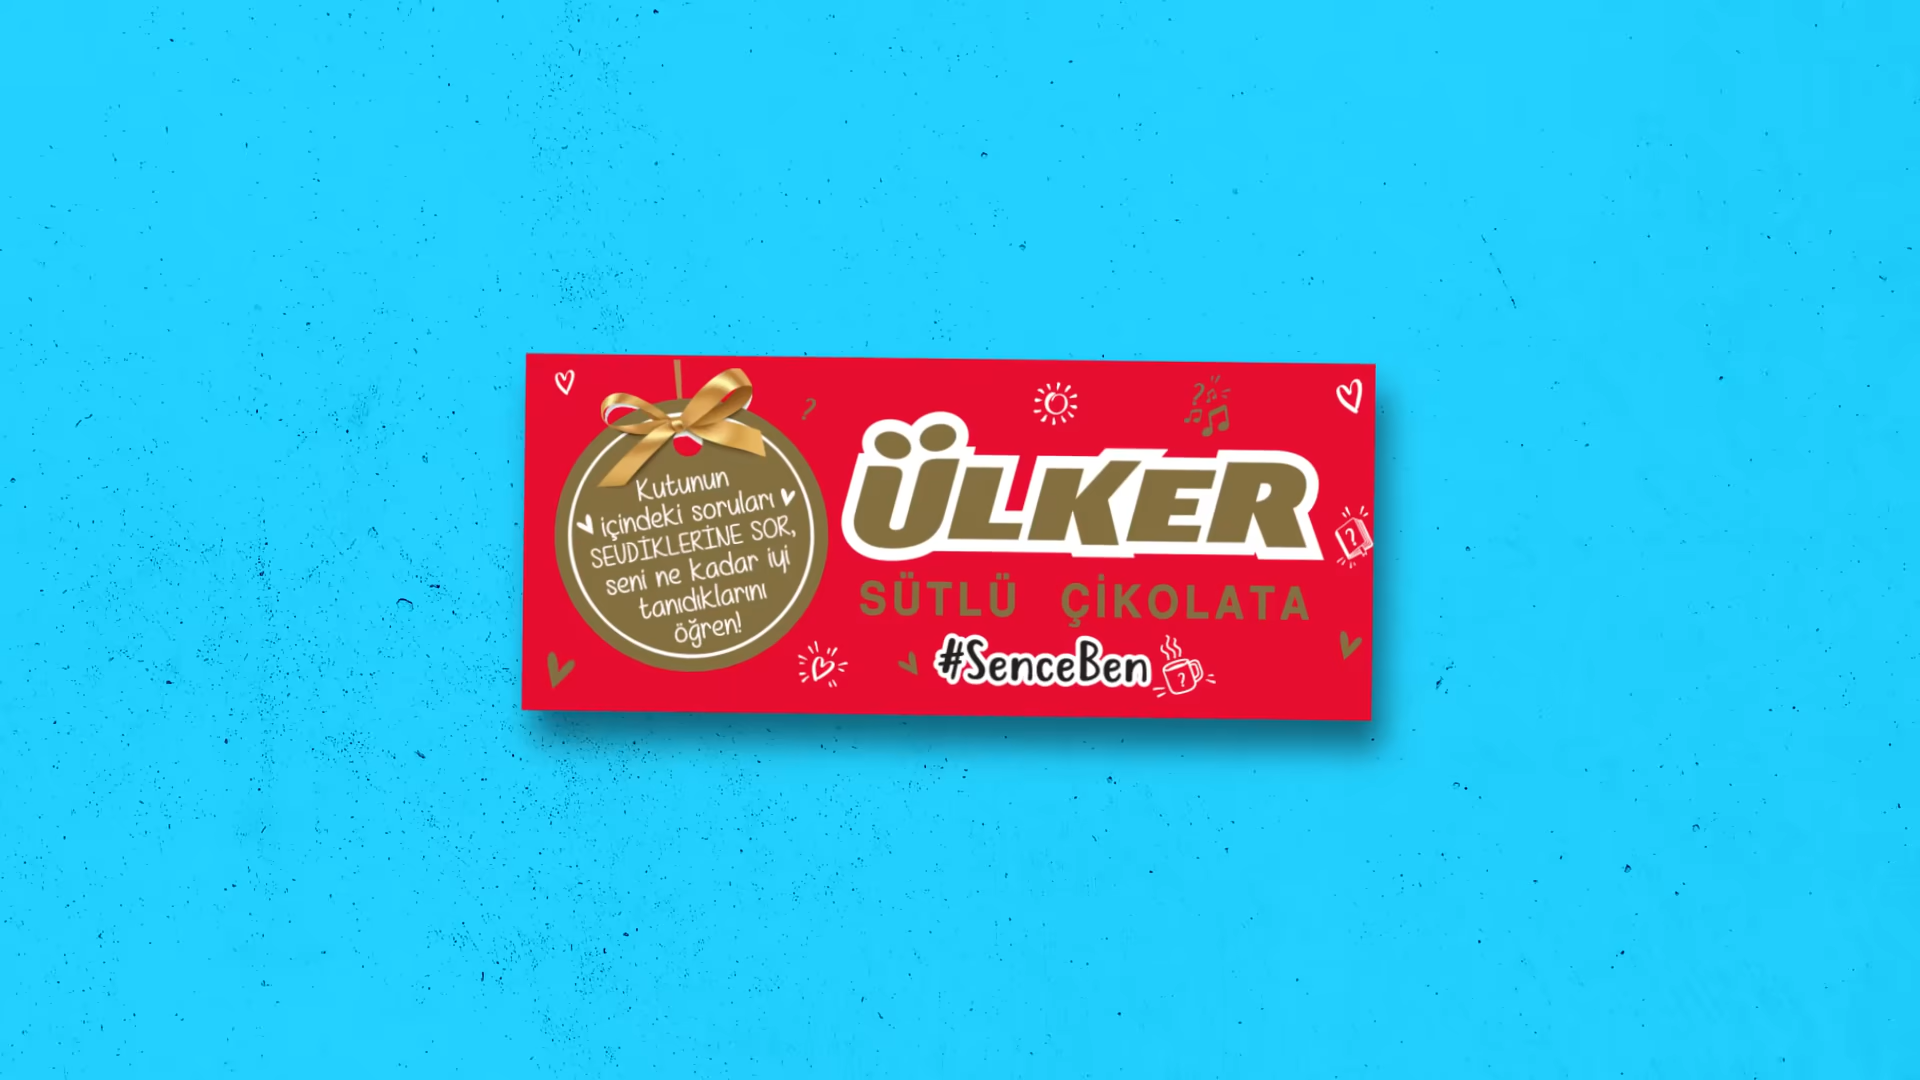 Kutunun
içindeki soruları
SEVDİKLERİNE SOR,
seni ne kadar iyi
tanıdıklarını
öğren!
ÜLKER
SÜTLÜ ÇİKOLATA
#SenceBen